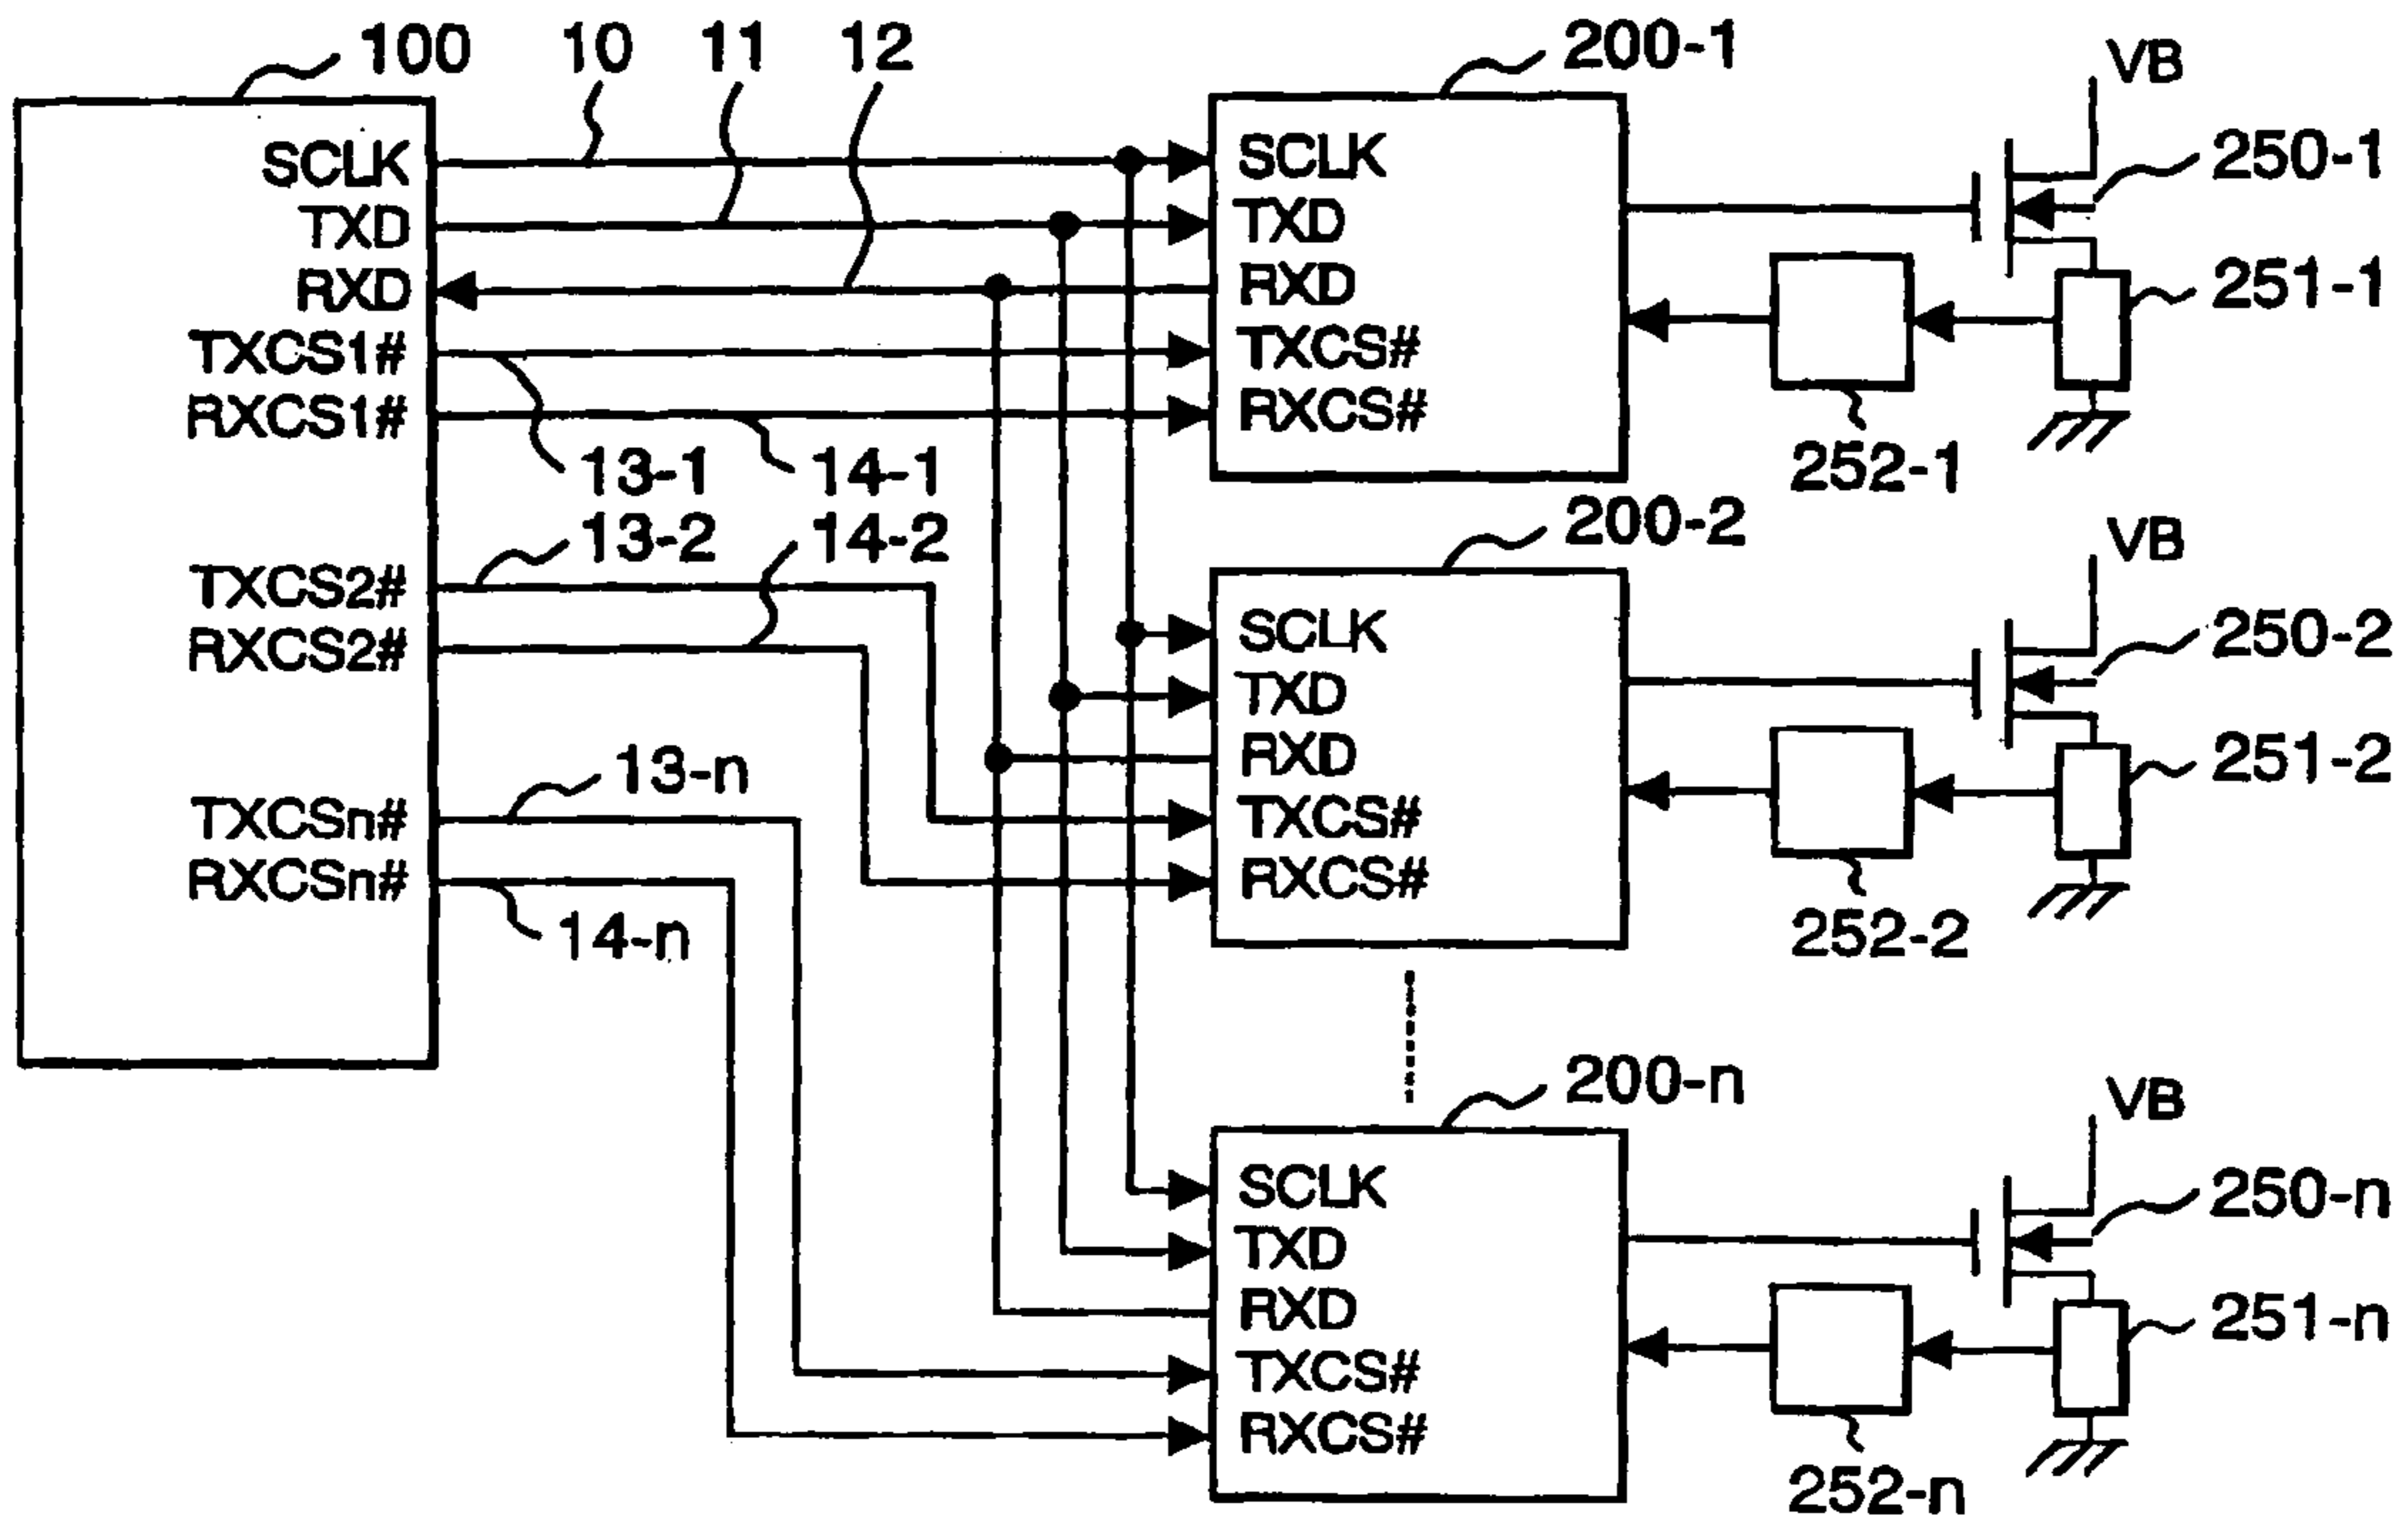 100
10
11
12
200-1
VB
SCLK
TXD
RXD
TXCS1#
RXCS1#
SCLK
TXD
RXD
TXCS#
RXCS#
250-1
251-1
252-1
13-1
14-1
13-2
14-2
200-2
VB
TXCS2#
RXCS2#
SCLK
TXD
RXD
TXCS#
RXCS#
250-2
251-2
252-2
13-n
TXCSn#
RXCSn#
14-n
200-n
VB
SCLK
TXD
RXD
TXCS#
RXCS#
250-n
251-n
252-n